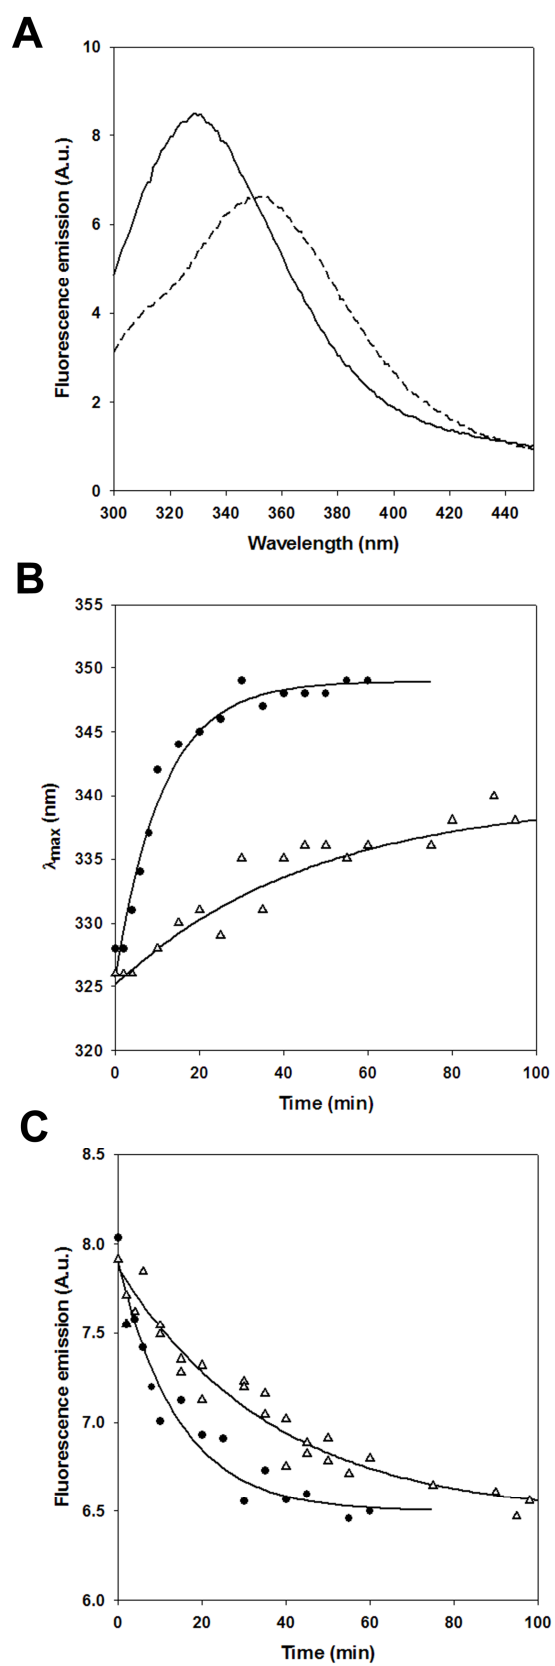 A
10
8
6
4
2
0
Fluorescence emission (A.u.)
300 320 340 360 380 400 420 440
Wavelength (nm)
B
355
350
345
340
335
330
325
320
λmax (nm)
0 20 40 60 80 100
Time (min)
C
8.5
8.0
7.5
7.0
6.5
6.0
Fluorescence emission (A.u.)
0 20 40 60 80 100
Time (min)